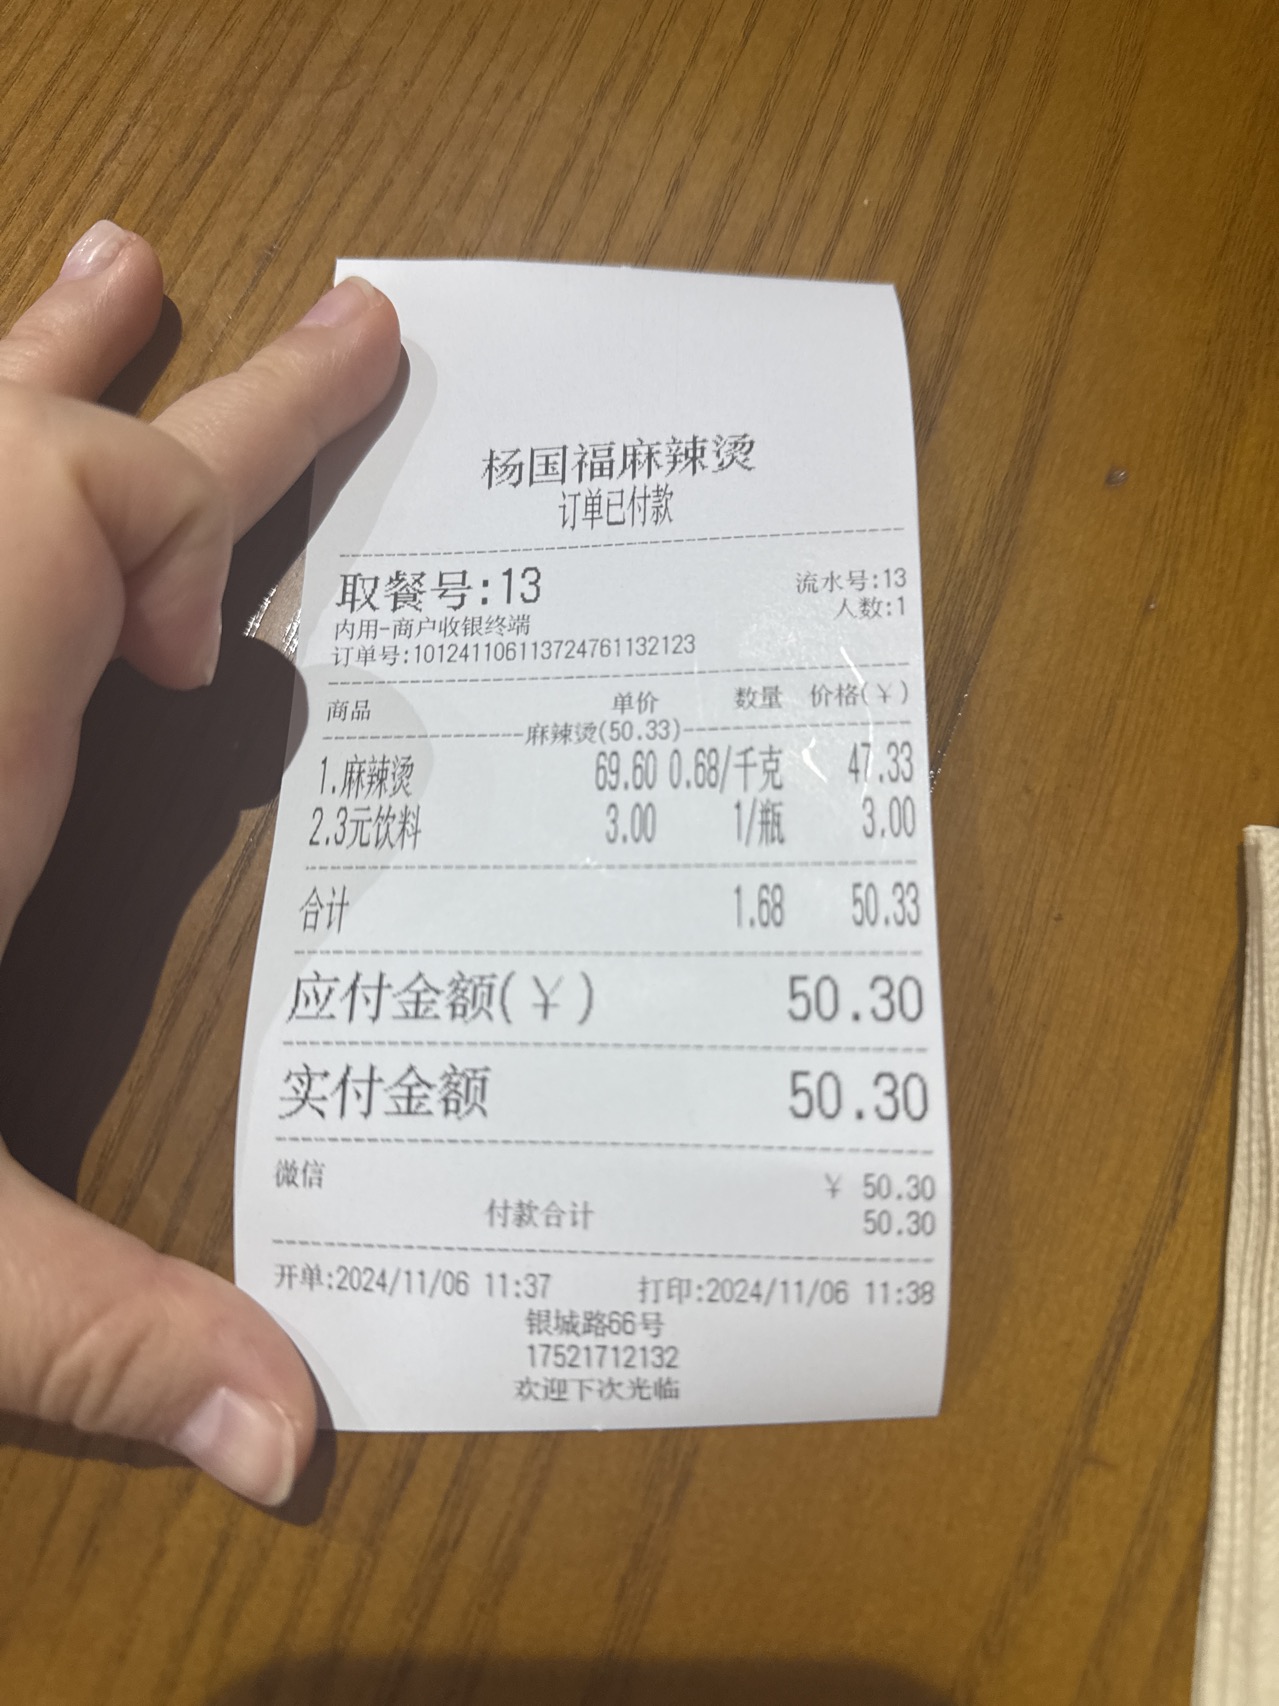 杨国福麻辣烫
订单已付款
取餐号:13 流水号:13
人数:1
内用-商户收银终端
订单号:101241106113724761132123
商品 单价 数量 价格(￥)
麻辣烫(50.33)
1.麻辣烫 69.60 0.68/千克 47.33
2.3元饮料 3.00 1/瓶 3.00
合计 1.68 50.33
应付金额(￥) 50.30
实付金额 50.30
微信 ￥ 50.30
付款合计 50.30
开单:2024/11/06 11:37 打印:2024/11/06 11:38
银城路66号
17521712132
欢迎下次光临